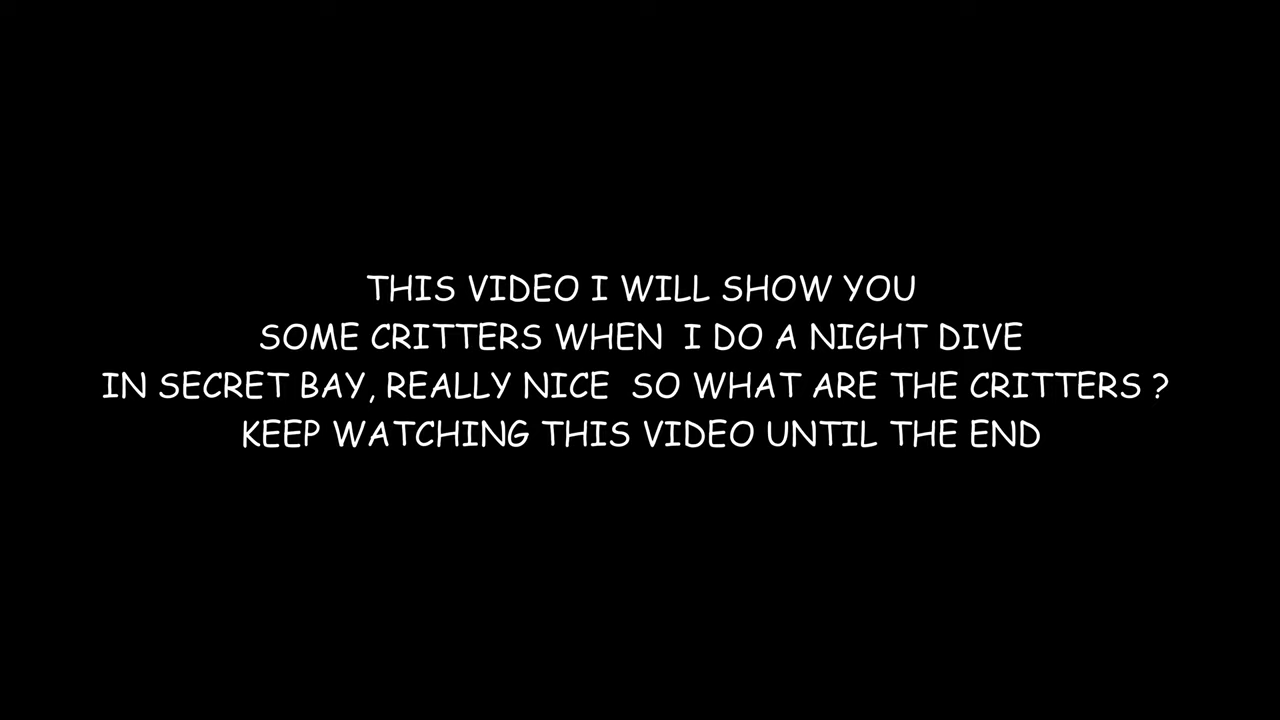 THIS VIDEO I WILL SHOW YOU
SOME CRITTERS WHEN  I DO A NIGHT DIVE
IN SECRET BAY, REALLY NICE  SO WHAT ARE THE CRITTERS ?
KEEP WATCHING THIS VIDEO UNTIL THE END